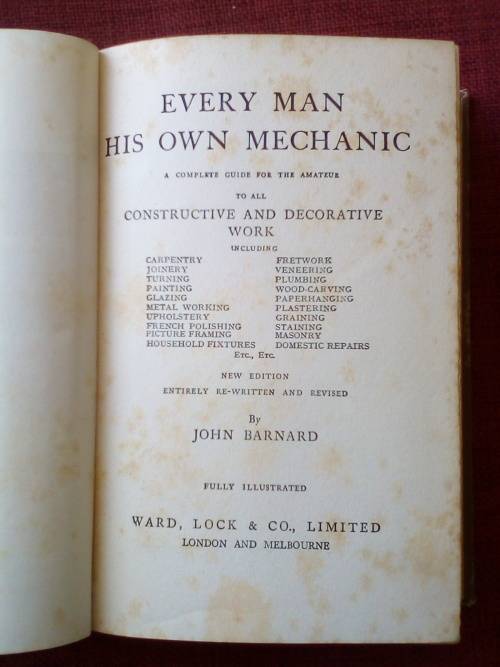 EVERY MAN
HIS OWN MECHANIC
A COMPLETE GUIDE FOR THE AMATEUR
TO ALL
CONSTRUCTIVE AND DECORATIVE
WORK
INCLUDING
CARPENTRY FRETWORK
JOINERY VENEERING
TURNING PLUMBING
PAINTING WOOD-CARVING
GLAZING PAPERHANGING
METAL WORKING PLASTERING
UPHOLSTERY GRAINING
FRENCH POLISHING STAINING
PICTURE FRAMING MASONRY
HOUSEHOLD FIXTURES DOMESTIC REPAIRS
ETC., ETC.
NEW EDITION
ENTIRELY RE-WRITTEN AND REVISED
By
JOHN BARNARD
FULLY ILLUSTRATED
WARD, LOCK & CO., LIMITED
LONDON AND MELBOURNE